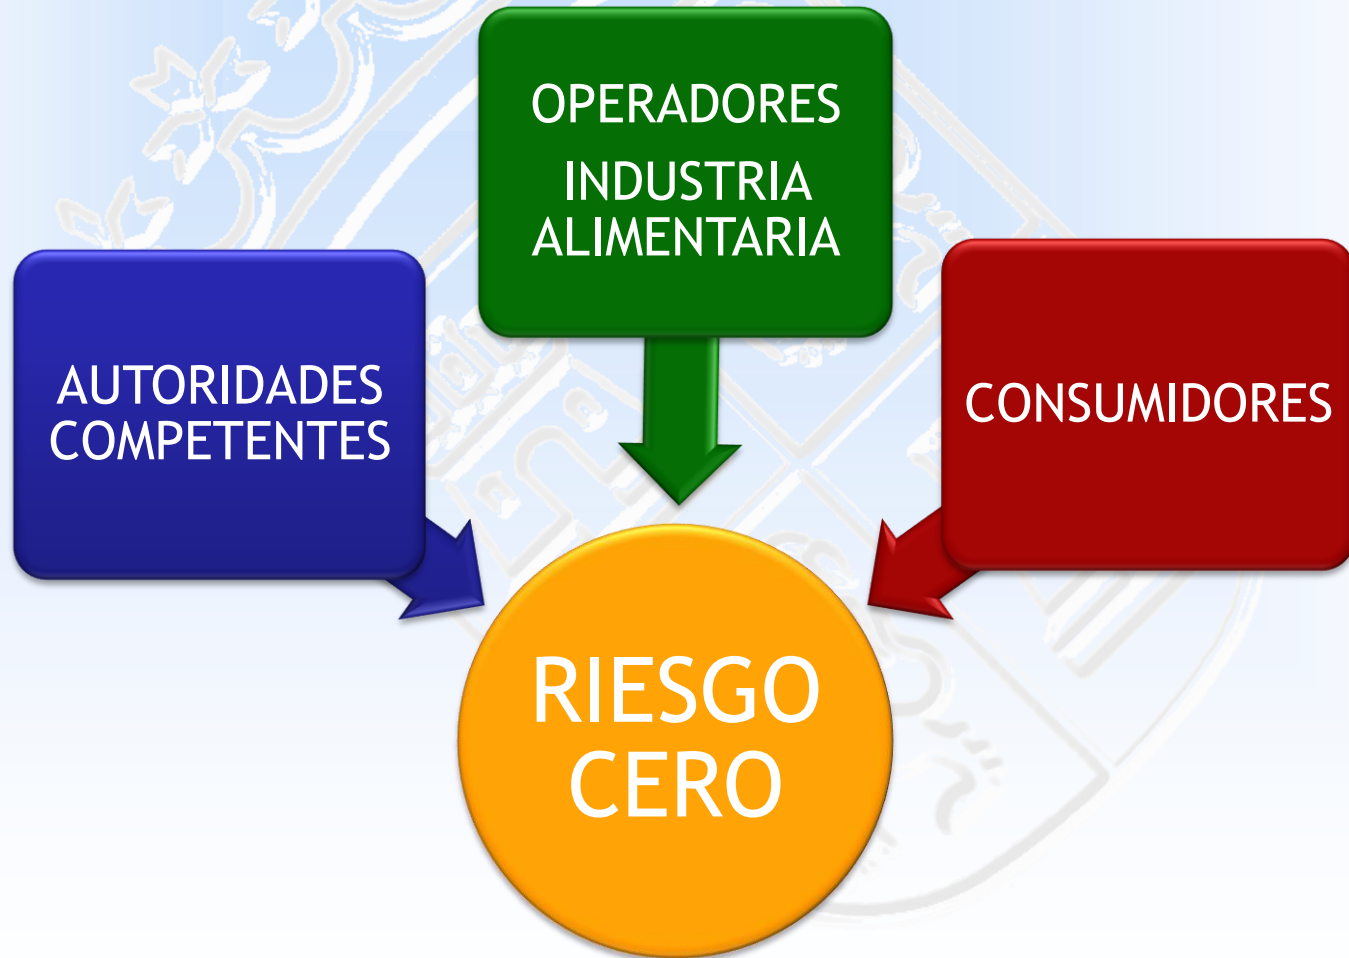 OPERADORES
INDUSTRIA
ALIMENTARIA
AUTORIDADES
COMPETENTES
CONSUMIDORES
RIESGO
CERO